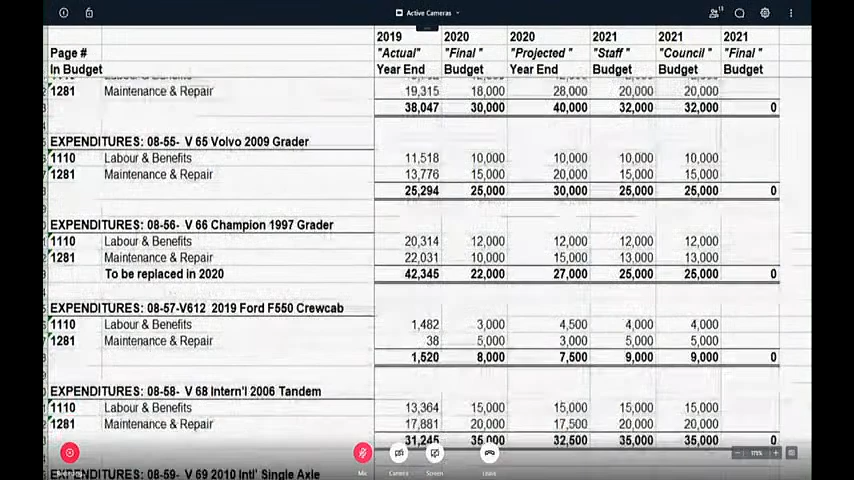 Active Cameras
13
2019 2020 2020 2021 2021 2021
Page # "Actual" "Final" "Projected" "Staff" "Council" "Final"
In Budget Year End Budget Year End Budget Budget Budget
1281 Maintenance & Repair 19,315 18,000 28,000 20,000 20,000
38,047 30,000 40,000 32,000 32,000 0
EXPENDITURES: 08-55- V 65 Volvo 2009 Grader
1110 Labour & Benefits 11,518 10,000 10,000 10,000 10,000
1281 Maintenance & Repair 13,776 15,000 20,000 15,000 15,000
25,294 25,000 30,000 25,000 25,000 0
EXPENDITURES: 08-56- V 66 Champion 1997 Grader
1110 Labour & Benefits 20,314 12,000 12,000 12,000 12,000
1281 Maintenance & Repair 22,031 10,000 15,000 13,000 13,000
To be replaced in 2020 42,345 22,000 27,000 25,000 25,000 0
EXPENDITURES: 08-57-V612 2019 Ford F550 Crewcab
1110 Labour & Benefits 1,482 3,000 4,500 4,000 4,000
1281 Maintenance & Repair 38 5,000 3,000 5,000 5,000
1,520 8,000 7,500 9,000 9,000 0
EXPENDITURES: 08-58- V 68 Intern'l 2006 Tandem
1110 Labour & Benefits 13,364 15,000 15,000 15,000 15,000
1281 Maintenance & Repair 17,881 20,000 17,500 20,000 20,000
31,245 35,000 32,500 35,000 35,000 0
Mic Camera Screen Leave
175%
EXPENDITURES: 08-59- V 69 2010 Intl' Single Axle